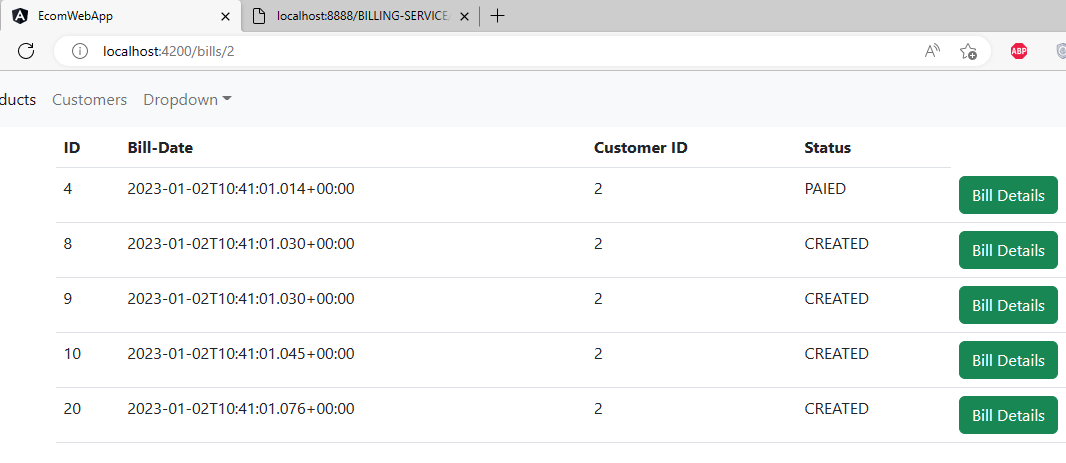 EcomWebApp localhost:8888/BILLING-SERVICE/
localhost:4200/bills/2 A ABP
ducts Customers Dropdown
ID Bill-Date Customer ID Status
4 2023-01-02T10:41:01.014+00:00 2 PAIED Bill Details
8 2023-01-02T10:41:01.030+00:00 2 CREATED Bill Details
9 2023-01-02T10:41:01.030+00:00 2 CREATED Bill Details
10 2023-01-02T10:41:01.045+00:00 2 CREATED Bill Details
20 2023-01-02T10:41:01.076+00:00 2 CREATED Bill Details